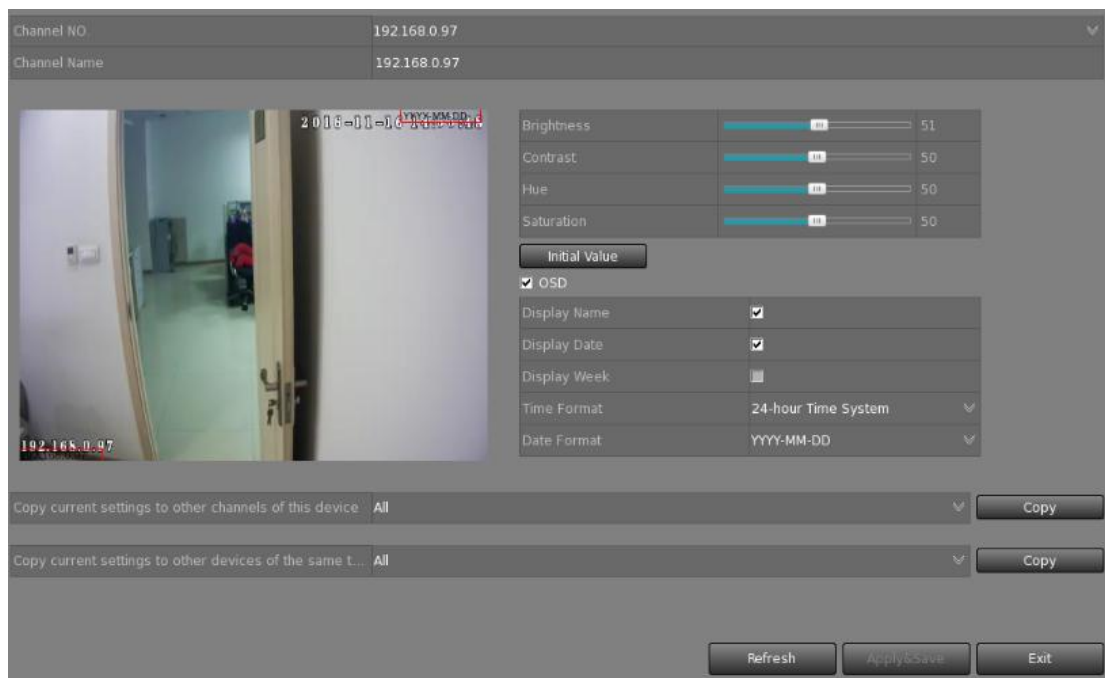 Channel NO. 192.168.0.97
Channel Name 192.168.0.97
YYYY-MM-DD
192.168.0.97
Brightness 51
Contrast 50
Hue 50
Saturation 50
Initial Value
OSD
Display Name
Display Date
Display Week
Time Format 24-hour Time System
Date Format YYYY-MM-DD
Copy current settings to other channels of this device All Copy
Copy current settings to other devices of the same t... All Copy
Refresh Apply&Save Exit